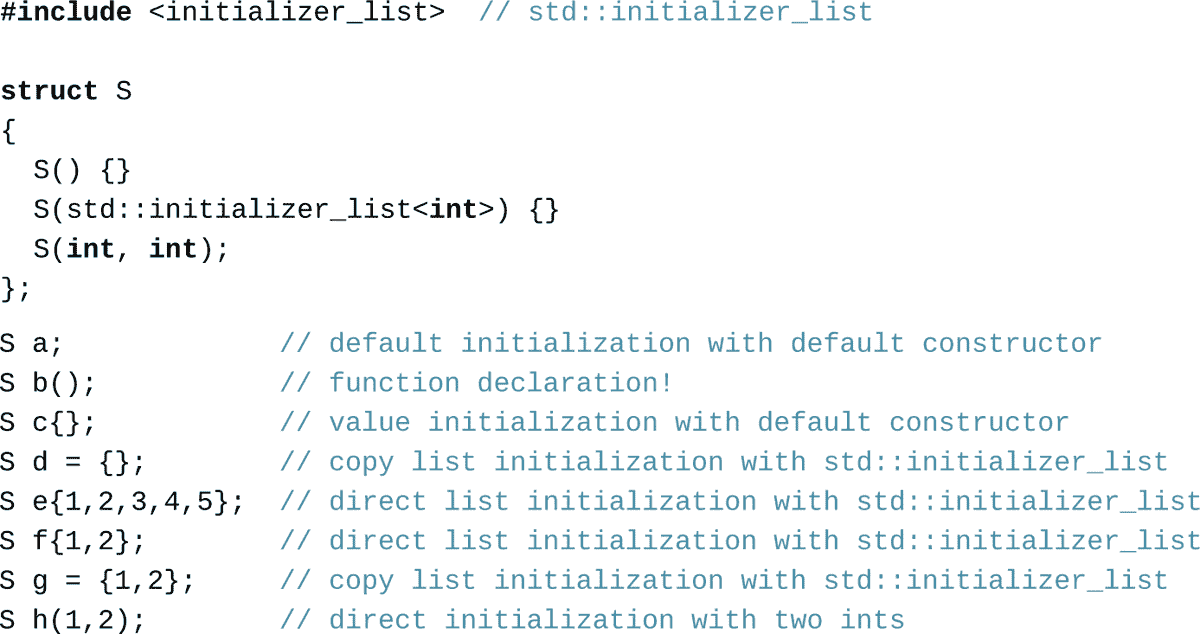 #include <initializer_list>  // std::initializer_list
struct S
{
  S() {}
  S(std::initializer_list<int>) {}
  S(int, int);
};
S a;             // default initialization with default constructor
S b();           // function declaration!
S c{};           // value initialization with default constructor
S d = {};        // copy list initialization with std::initializer_list
S e{1,2,3,4,5};  // direct list initialization with std::initializer_list
S f{1,2};        // direct list initialization with std::initializer_list
S g = {1,2};     // copy list initialization with std::initializer_list
S h(1,2);        // direct initialization with two ints